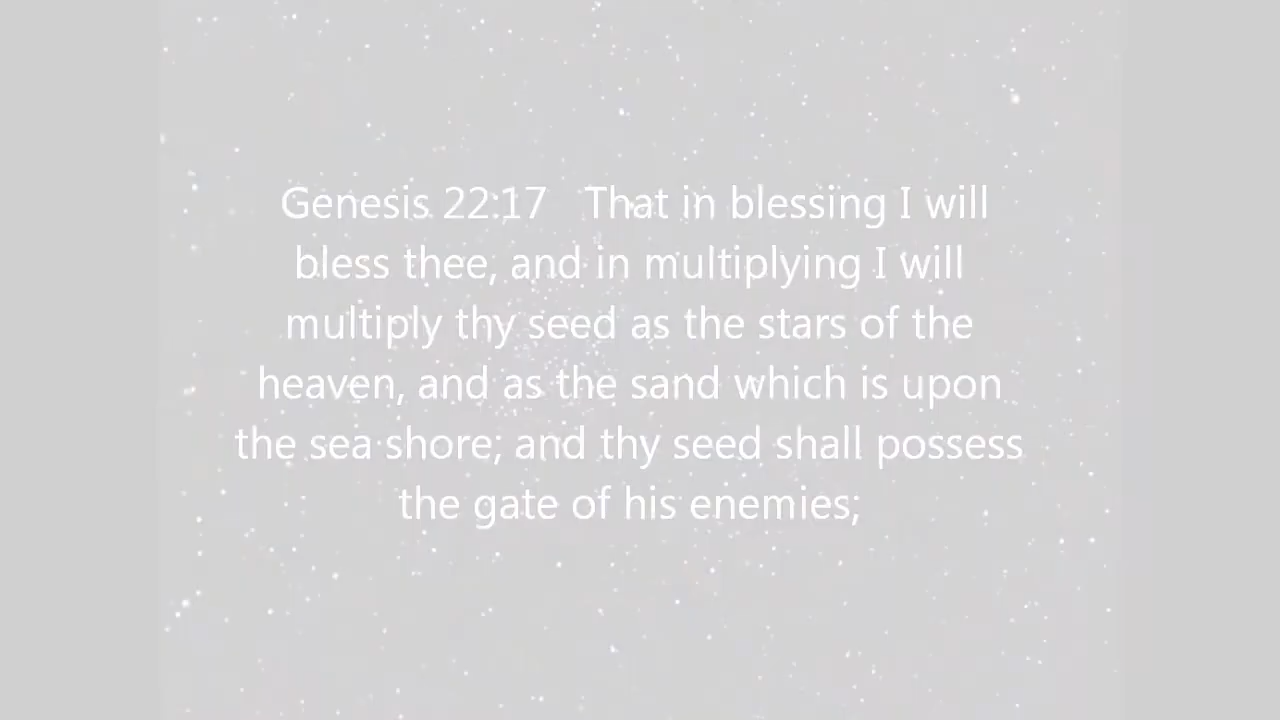 Genesis 22:17   That in blessing I will
bless thee, and in multiplying I will
multiply thy seed as the stars of the
heaven, and as the sand which is upon
the sea shore; and thy seed shall possess
the gate of his enemies;